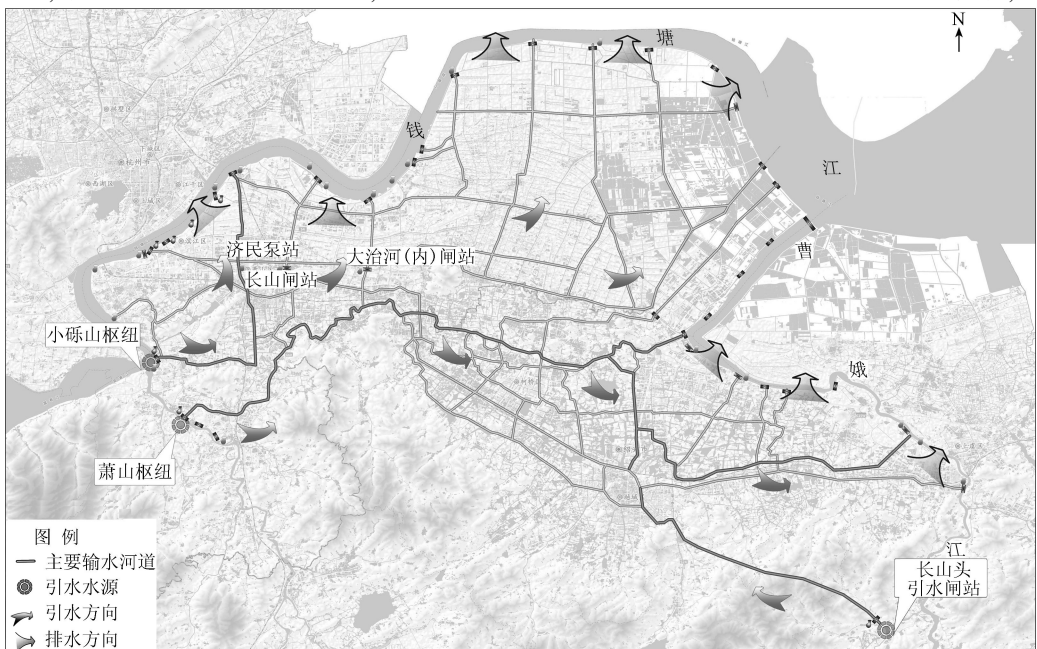 N
塘
钱
江
曹
济民泵站
大治河(内)闸站
长山闸站
小砾山枢纽
娥
萧山枢纽
江
长山头
引水闸站
图 例
主要输水河道
引水水源
引水方向
排水方向